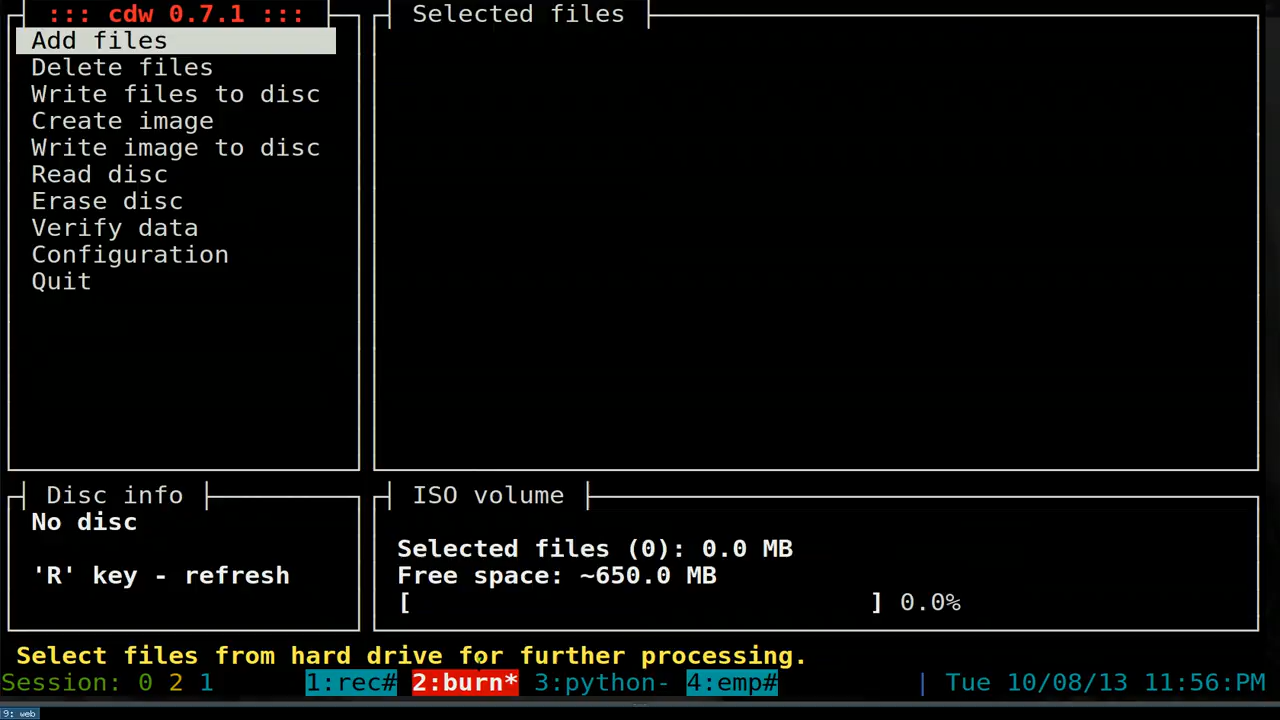 ::: cdw 0.7.1 :::
Add files
Delete files
Write files to disc
Create image
Write image to disc
Read disc
Erase disc
Verify data
Configuration
Quit
Selected files
Disc info
No disc
'R' key - refresh
ISO volume
Selected files (0): 0.0 MB
Free space: ~650.0 MB
[ ] 0.0%
Select files from hard drive for further processing.
Session: 0 2 1 1:rec# 2:burn* 3:python- 4:emp# | Tue 10/08/13 11:56:PM
9: web